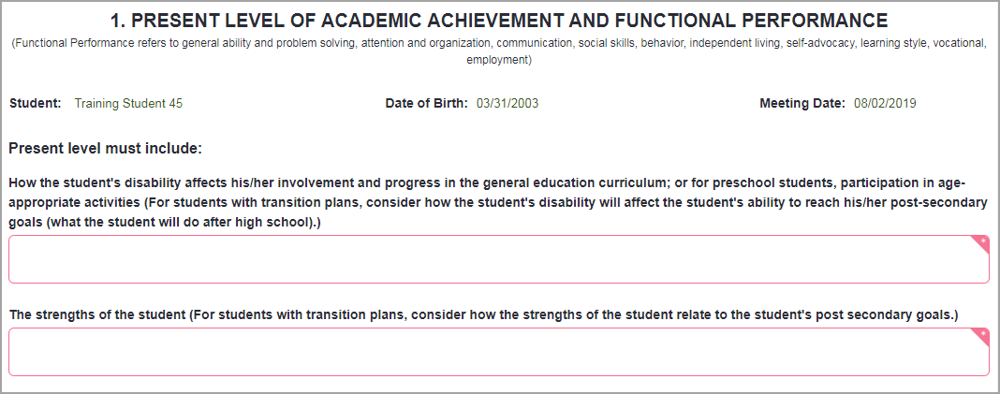 1. PRESENT LEVEL OF ACADEMIC ACHIEVEMENT AND FUNCTIONAL PERFORMANCE
(Functional Performance refers to general ability and problem solving, attention and organization, communication, social skills, behavior, independent living, self-advocacy, learning style, vocational,
employment)
Student: Training Student 45 Date of Birth: 03/31/2003 Meeting Date: 08/02/2019
Present level must include:
How the student's disability affects his/her involvement and progress in the general education curriculum; or for preschool students, participation in age-
appropriate activities (For students with transition plans, consider how the student's disability will affect the student's ability to reach his/her post-secondary
goals (what the student will do after high school).)
The strengths of the student (For students with transition plans, consider how the strengths of the student relate to the student's post secondary goals.)